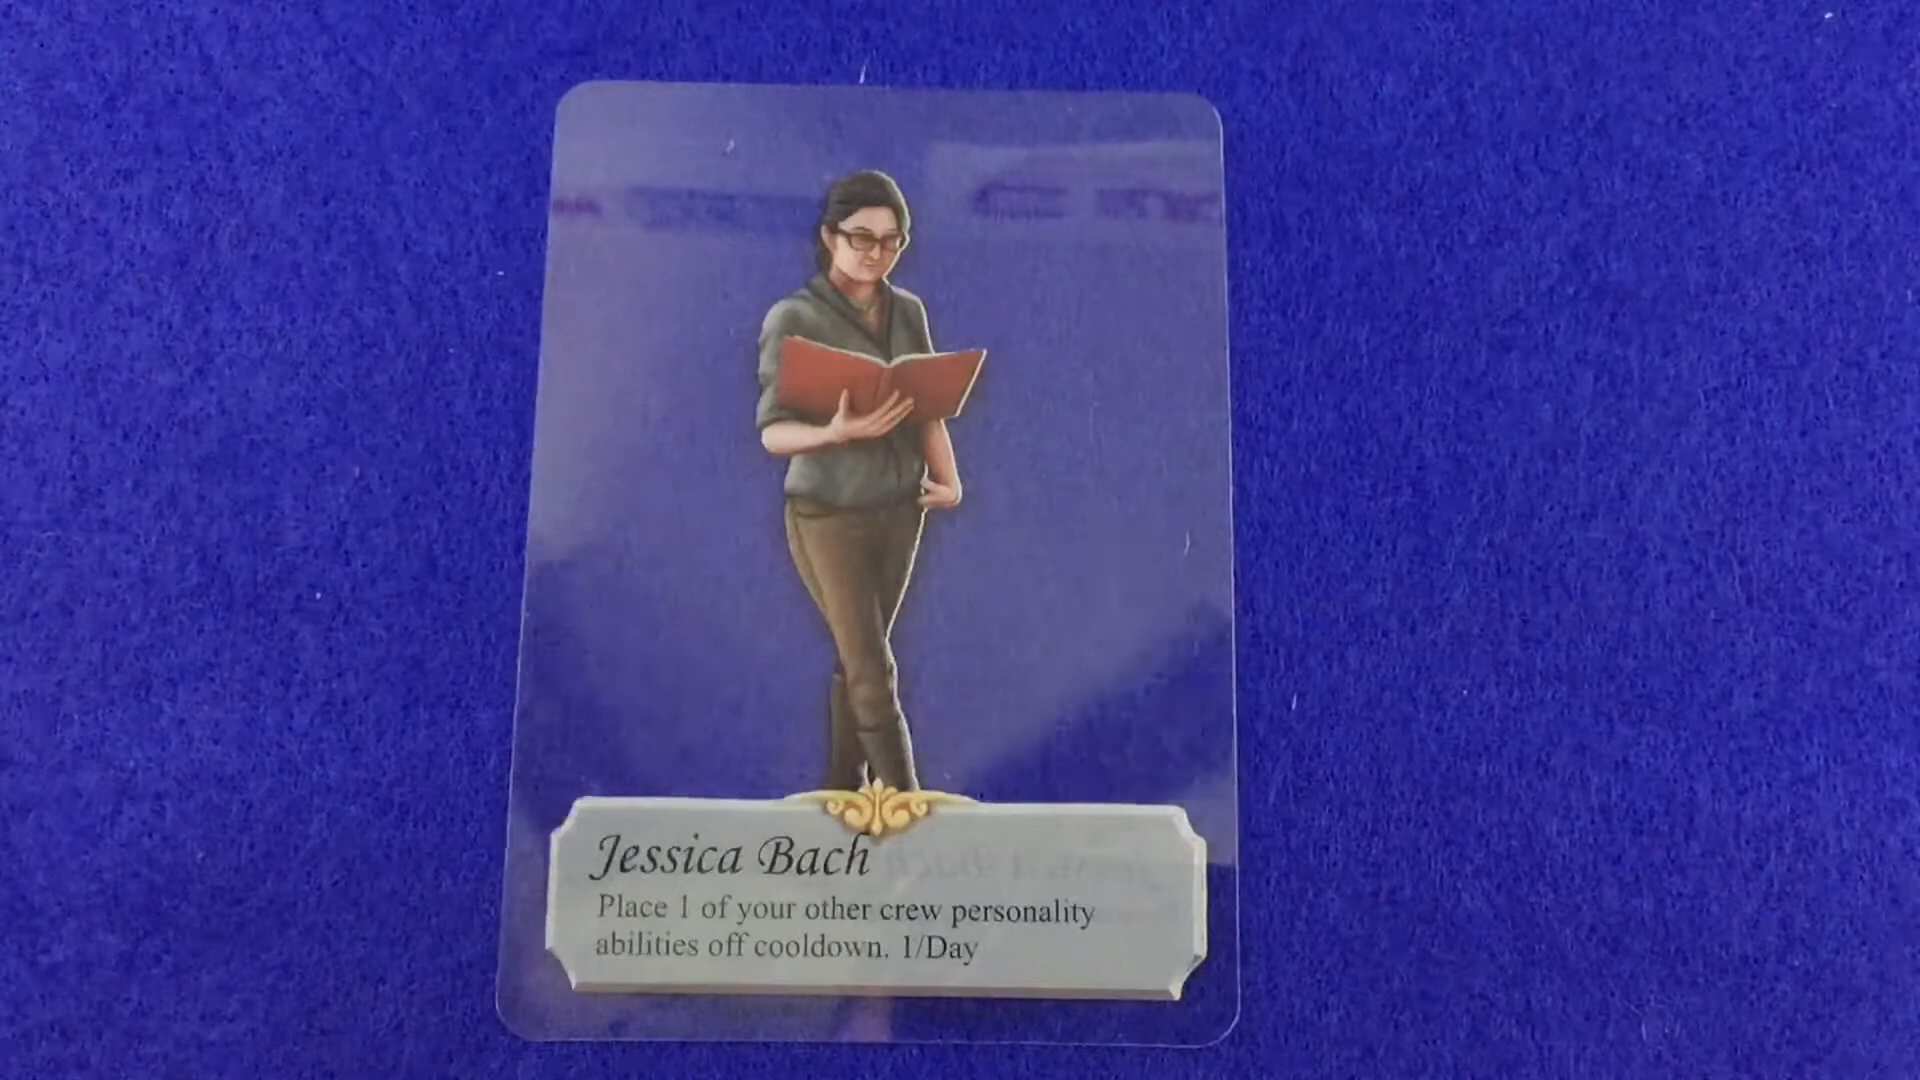 Jessica Bach
Place 1 of your other crew personality
abilities off cooldown. 1/Day